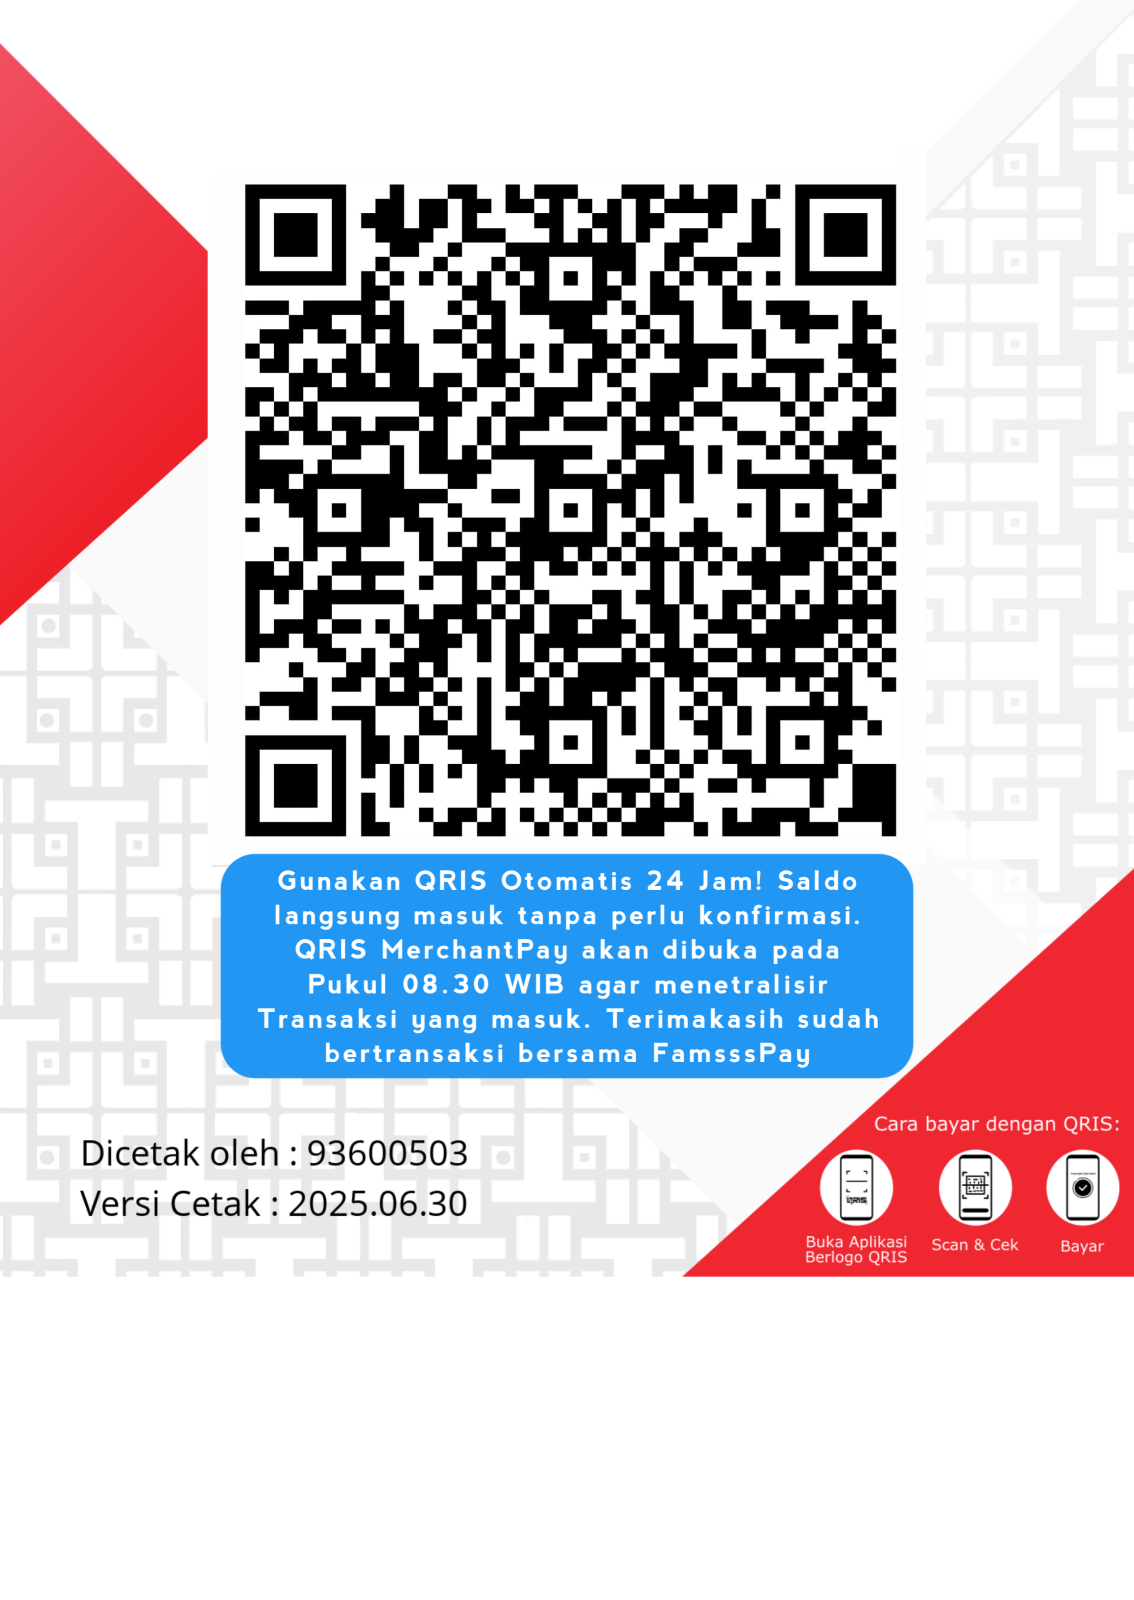 Gunakan QRIS Otomatis 24 Jam! Saldo
langsung masuk tanpa perlu konfirmasi.
QRIS MerchantPay akan dibuka pada
Pukul 08.30 WIB agar menetralisir
Transaksi yang masuk. Terimakasih sudah
bertransaksi bersama FamsssPay
Dicetak oleh : 93600503
Versi Cetak : 2025.06.30
Cara bayar dengan QRIS:
QRIS
Buka Aplikasi
Berlogo QRIS
Scan & Cek
Bayar